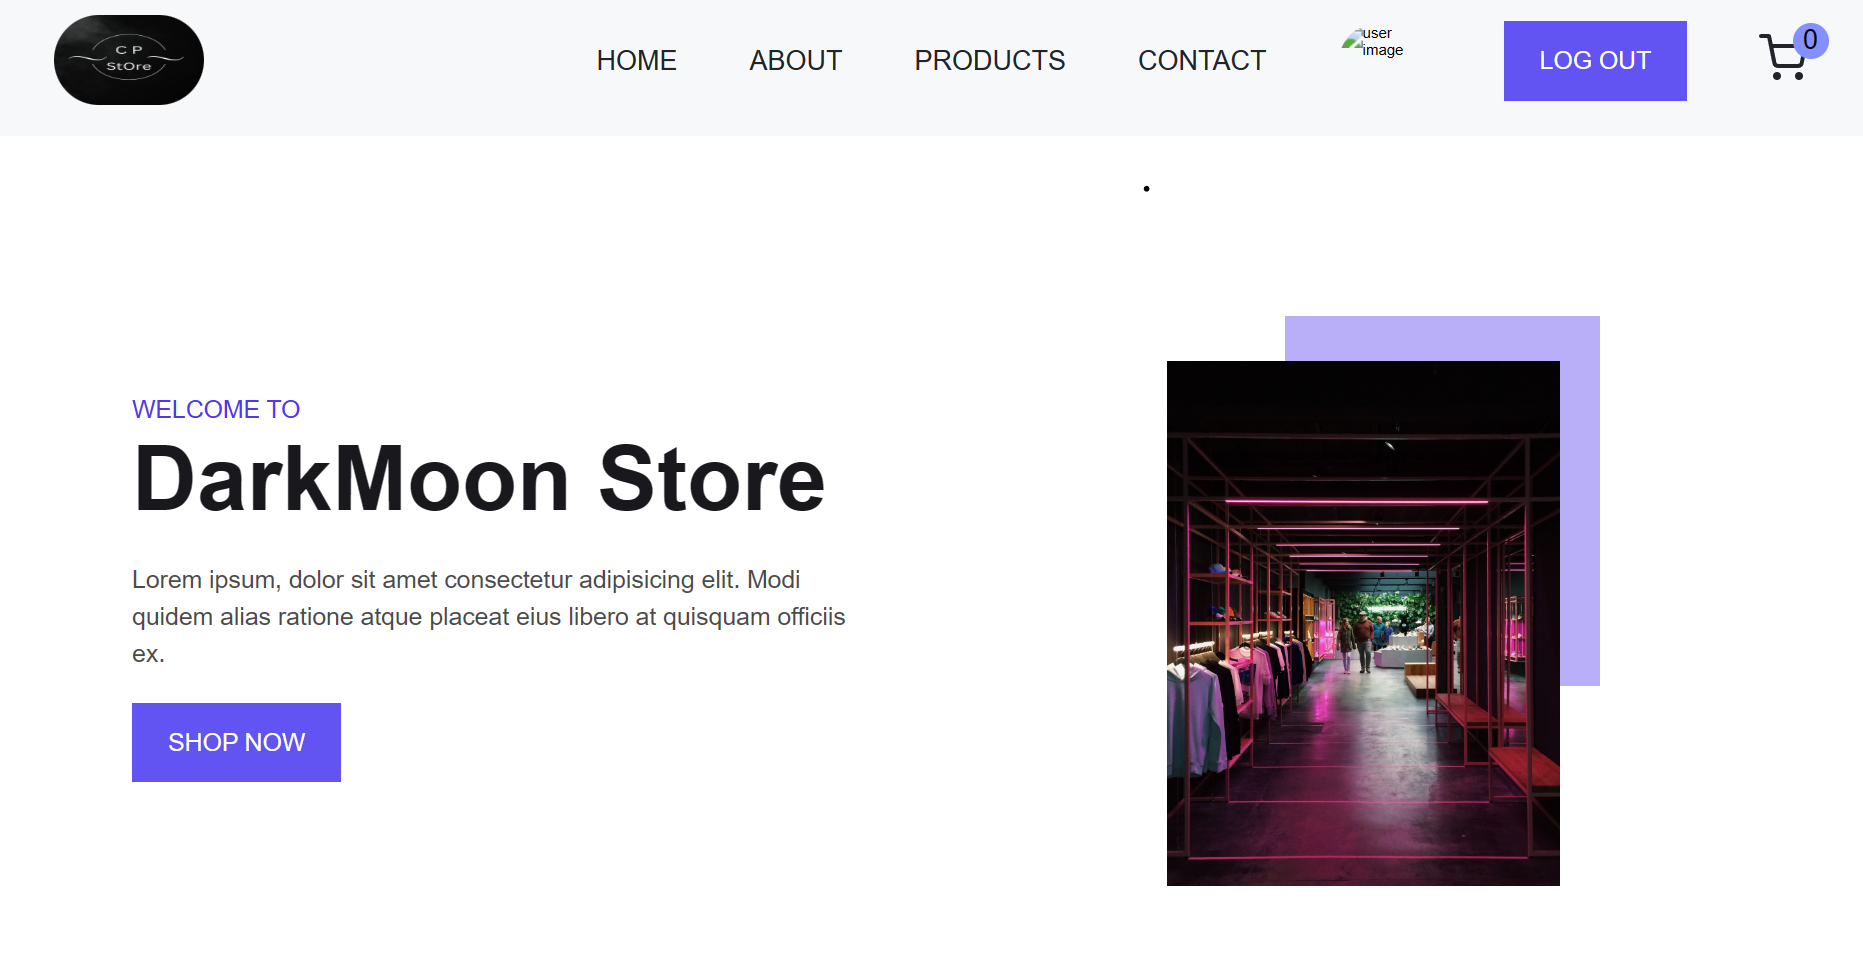 C P
StOre
HOME
ABOUT
PRODUCTS
CONTACT
user
image
LOG OUT
0
WELCOME TO
DarkMoon Store
Lorem ipsum, dolor sit amet consectetur adipisicing elit. Modi
quidem alias ratione atque placeat eius libero at quisquam officiis
ex.
SHOP NOW